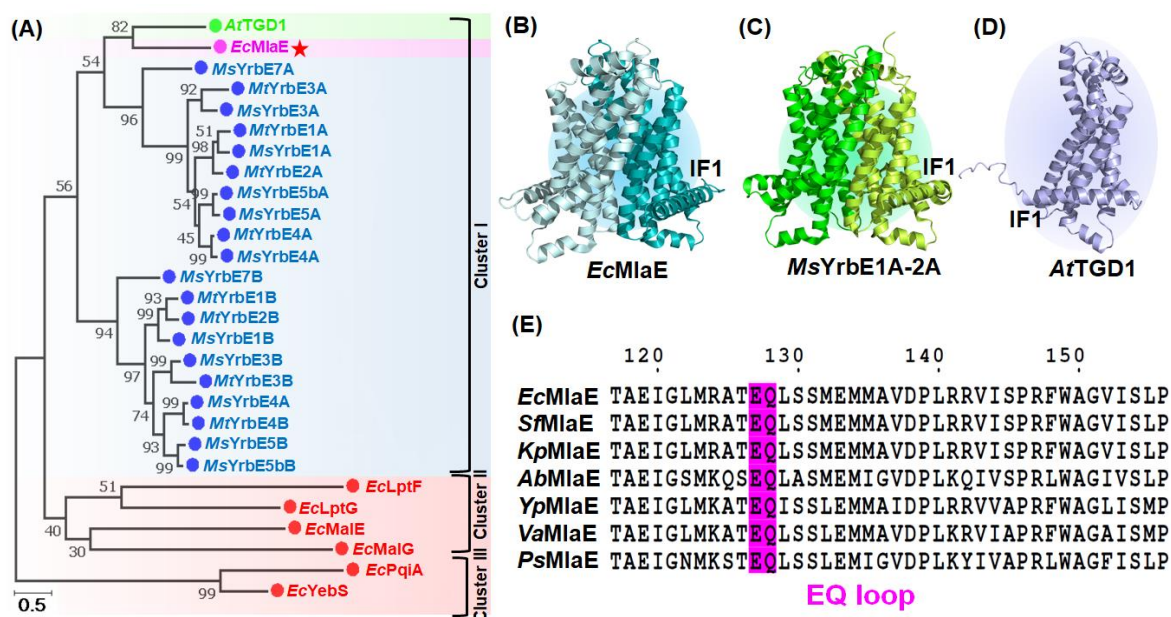 (A)
82
AtTGD1
EcMlaE
54
MsYrbE7A
92
MtYrbE3A
96
MsYrbE3A
51
MtYrbE1A
99
98
MsYrbE1A
MtYrbE2A
56
99
MsYrbE5bA
54
MsYrbE5A
45
MtYrbE4A
99
MsYrbE4A
MsYrbE7B
93
MtYrbE1B
94
99
MtYrbE2B
MsYrbE1B
97
99
MsYrbE3B
MtYrbE3B
74
MsYrbE4A
99
MtYrbE4B
93
MsYrbE5B
99
MsYrbE5bB
51
EcLptF
EcLptG
40
EcMalE
30
EcMalG
EcPqiA
99
EcYebS
0.5
Cluster I
Cluster II
Cluster III
(B)
IF1
EcMlaE
(C)
IF1
MsYrbE1A-2A
(D)
IF1
AtTGD1
(E)
120 130 140 150
EcMlaE TAEIGLMRATEQLSSMEMMAVDPLRRVISPRFWAGVISLP
SfMlaE TAEIGLMRATEQLSSMEMMAVDPLRRVISPRFWAGVISLP
KpMlaE TAEIGLMRATEQLSSMEMMAVDPLRRVISPRFWAGVISLP
AbMlaE TAEIGSMKQSEQLASMEMIGVDPLKQIVSPRLWAGIVSLP
YpMlaE TAEIGLMKATEQISSLEMMAIDPLRRVVAPRFWAGLISMP
VaMlaE TAEIGLMKATEQLSSLEMMAVDPLRRVIAPRFWAGAISMP
PsMlaE TAEIGNMKSTEQLSSLEMIGVDPLKYIVAPRLWAGFISLP
EQ loop